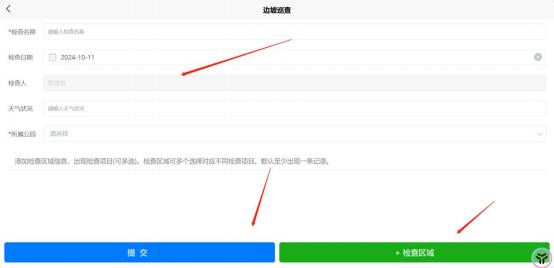 边坡巡查
*检查名称 请输入检查名称
检查日期 2024-10-11
检查人 管理员
天气状况 请输入天气状况
*所属公园 请选择
添加检查区域信息，出现检查项目(可多选)。检查区域可多个选择对应不同检查项目。默认至少出现一条记录。
提 交
+ 检查区域